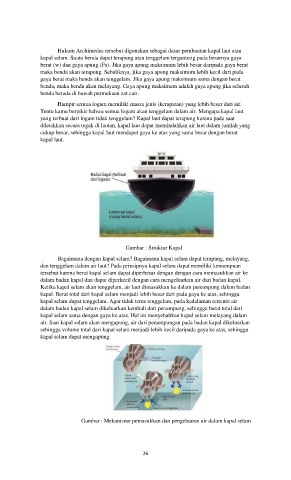 Hukum Archimedes tersebut digunakan sebagai dasar pembuatan kapal laut atau
kapal selam. Suatu benda dapat terapung atau tenggelam tergantung pada besarnya gaya
berat (w) dan gaya apung (Fa). Jika gaya apung maksimum lebih besar daripada gaya berat
maka benda akan terapung. Sebaliknya, jika gaya apung maksimum lebih kecil dari pada
gaya berat maka benda akan tenggelam. Jika gaya apung maksimum sama dengan berat
benda, maka benda akan melayang. Gaya apung maksimum adalah gaya apung jika seluruh
benda berada di bawah permukaan zat cair.
Hampir semua logam memiliki massa jenis (kerapatan) yang lebih besar dari air.
Tentu kamu berpikir bahwa semua logam akan tenggelam dalam air. Mengapa kapal laut
yang terbuat dari logam tidak tenggelam? Kapal laut dapat terapung karena pada saat
diletakkan secara tegak di lautan, kapal laut dapat memindahkan air laut dalam jumlah yang
cukup besar, sehingga kapal laut mendapat gaya ke atas yang sama besar dengan berat
kapal laut.
Badan kapal (terbuat
dari logam)
Lambung kapal
(ruang berisi udara)
Gambar : Struktur Kapal
Bagaimana dengan kapal selam? Bagaimana kapal selam dapat terapung, melayang,
dan tenggelam dalam air laut? Pada prinsipnya kapal selam dapat memiliki kemampuan
tersebut karena berat kapal selam dapat diperbesar dengan dengan cara memasukkan air ke
dalam badan kapal dan dapat diperkecil dengan cara mengeluarkan air dari badan kapal.
Ketika kapal selam akan tenggelam, air laut dimasukkan ke dalam penampung dalam badan
kapal. Berat total dari kapal selam menjadi lebih besar dari pada gaya ke atas, sehingga
kapal selam dapat tenggelam. Agar tidak terus tenggelam, pada kedalaman tertentu air
dalam badan kapal selam dikeluarkan kembali dari penampung, sehingga berat total dari
kapal selam sama dengan gaya ke atas. Hal ini menyebabkan kapal selam melayang dalam
air. Saat kapal selam akan mengapung, air dari penampungan pada badan kapal dikeluarkan
sehingga volume total dari kapal selam menjadi lebih kecil daripada gaya ke atas, sehingga
kapal selam dapat mengapung.
Gambar : Mekanisme pemasukkan dan pengeluaran air dalam kapal selam
26